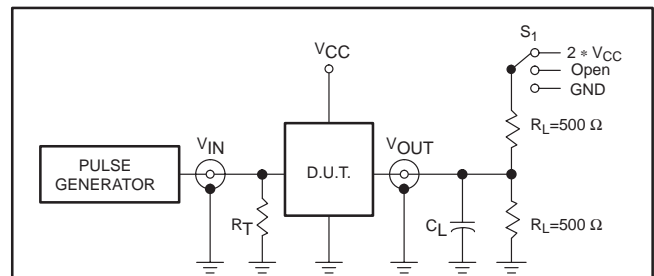 S1
2 * VCC
Open
GND
VCC
RL=500 Ω
VIN
VOUT
PULSE
GENERATOR
D.U.T.
RT
CL
RL=500 Ω